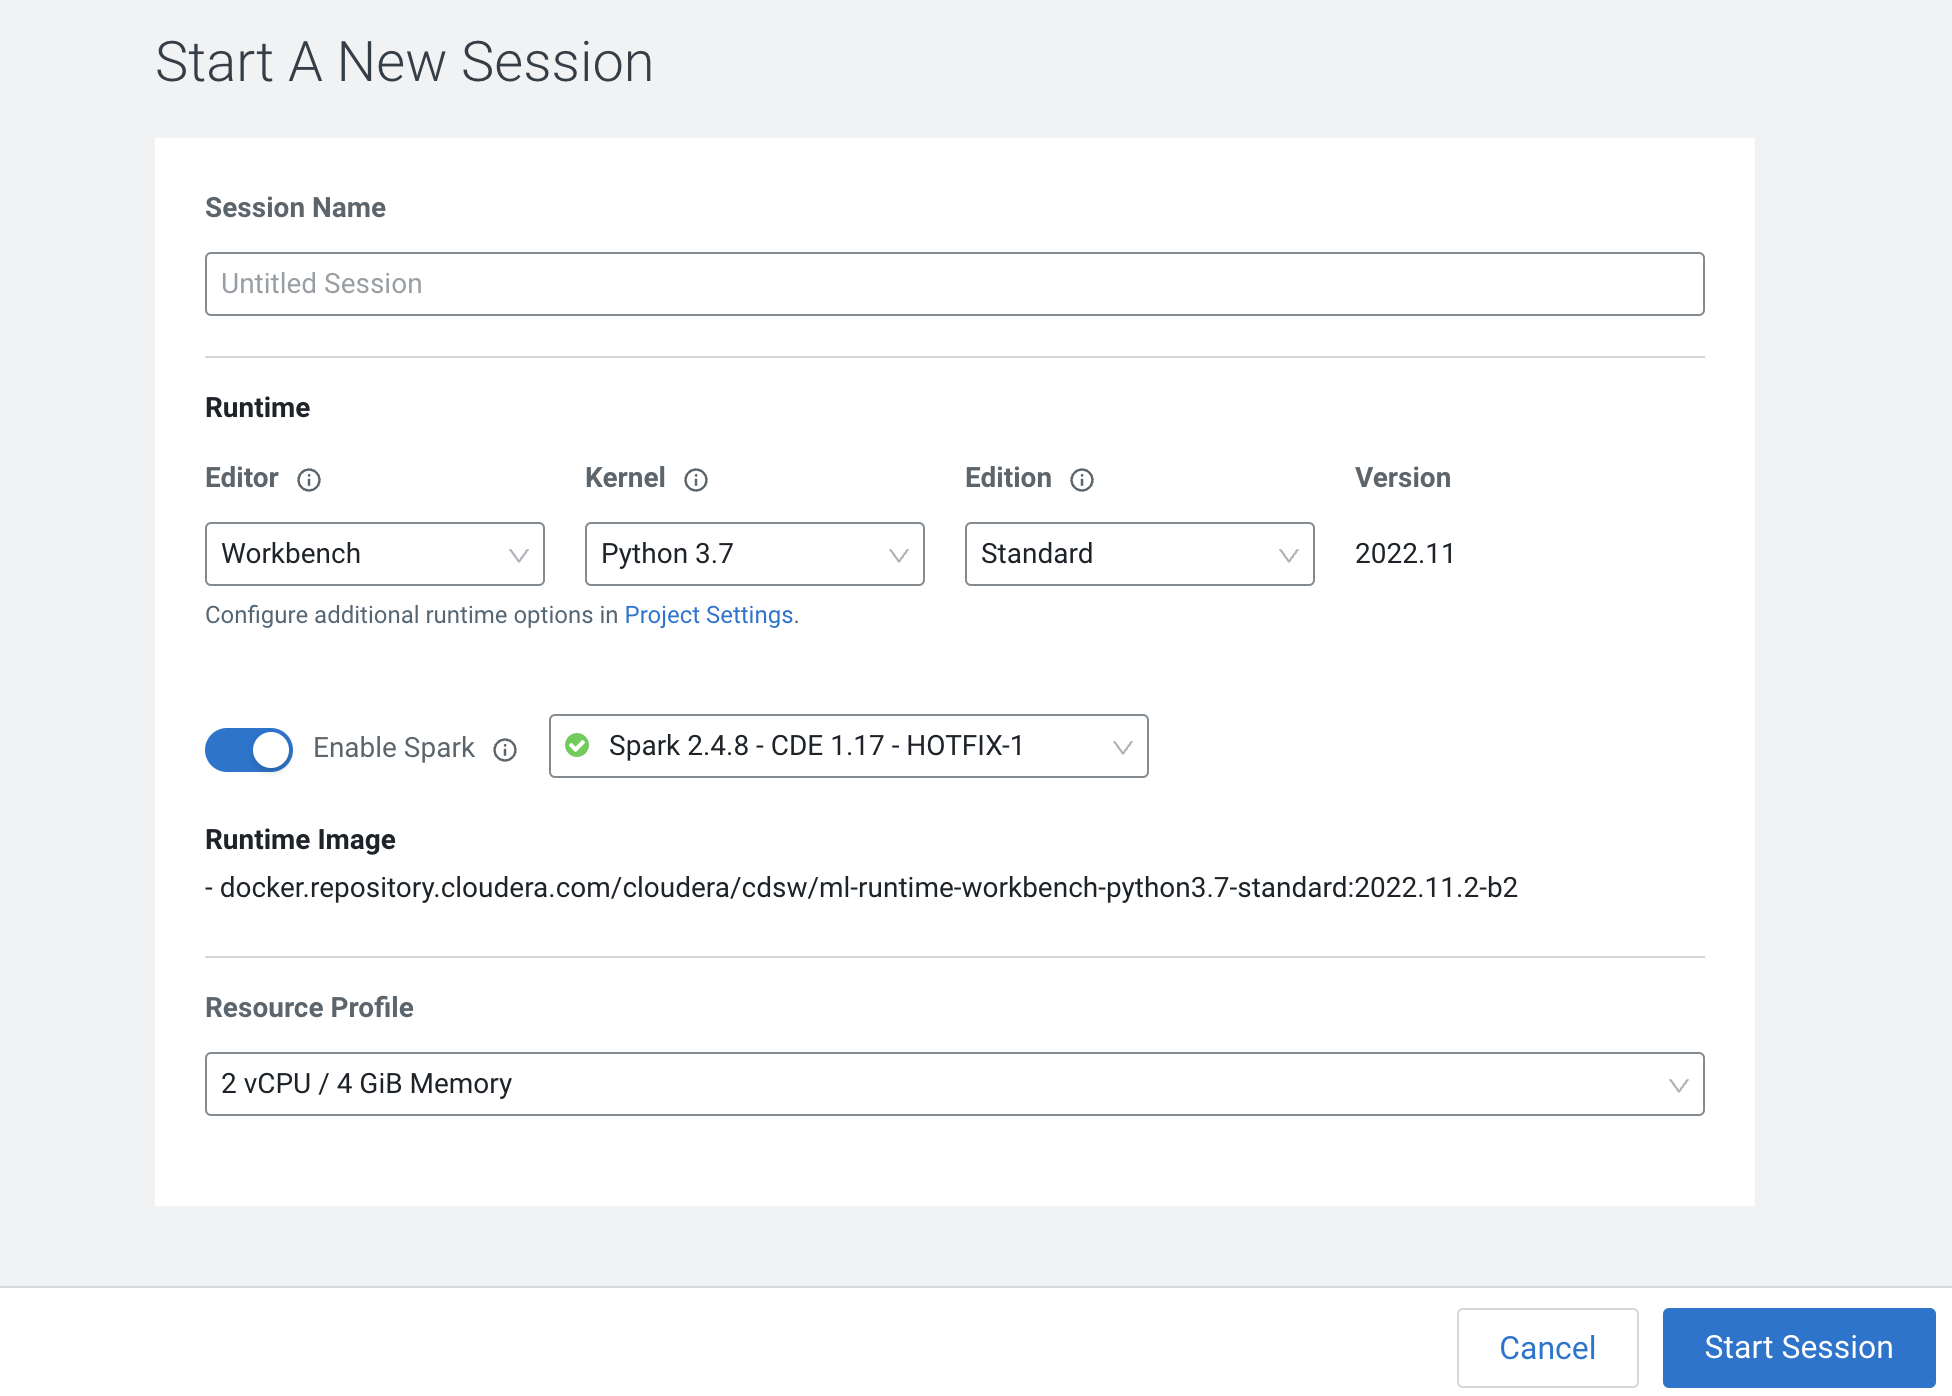 Start A New Session
Session Name
Untitled Session
Runtime
Editor Kernel Edition Version
Workbench Python 3.7 Standard 2022.11
Configure additional runtime options in Project Settings.
Enable Spark Spark 2.4.8 - CDE 1.17 - HOTFIX-1
Runtime Image
- docker.repository.cloudera.com/cloudera/cdsw/ml-runtime-workbench-python3.7-standard:2022.11.2-b2
Resource Profile
2 vCPU / 4 GiB Memory
Cancel Start Session